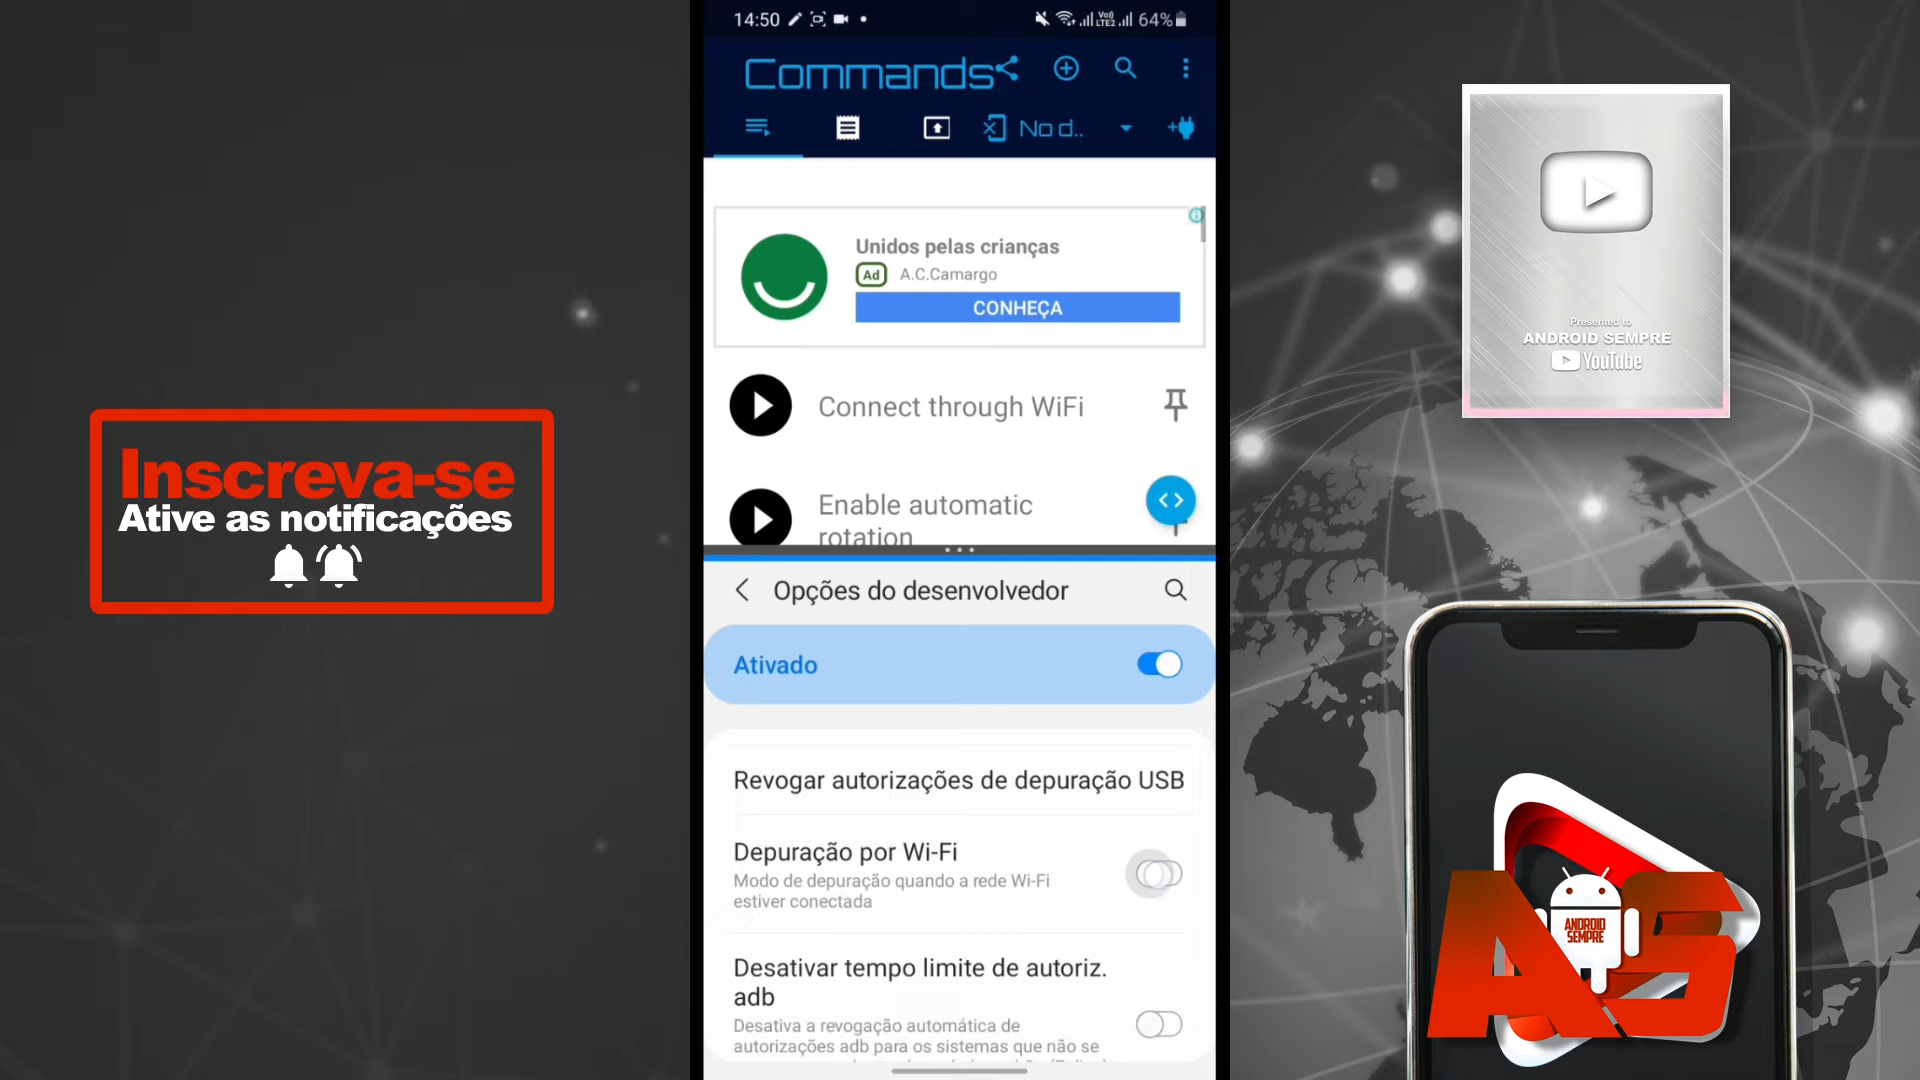 Inscreva-se
Ative as notificações
14:50
VoI) LTE2 64%
Commands
No d..
Unidos pelas crianças
Ad A.C.Camargo
CONHEÇA
Connect through WiFi
Enable automatic
rotation
Opções do desenvolvedor
Ativado
Revogar autorizações de depuração USB
Depuração por Wi-Fi
Modo de depuração quando a rede Wi-Fi
estiver conectada
Desativar tempo limite de autoriz.
adb
Desativa a revogação automática de
autorizações adb para os sistemas que não se
Presented to
ANDROID SEMPRE
YouTube
AS
ANDROID
SEMPRE